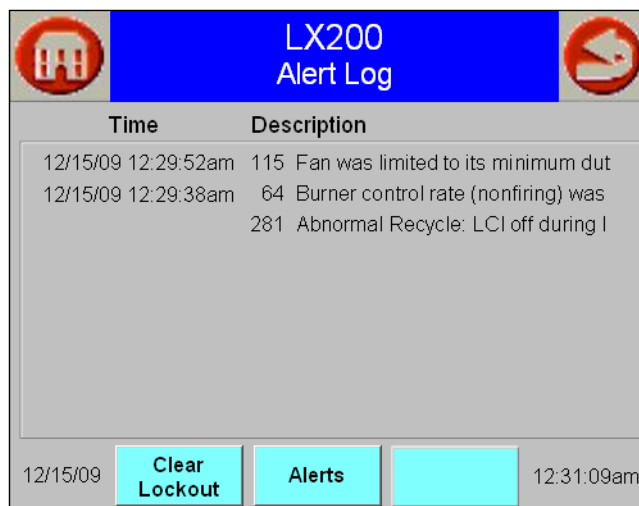 LX200
Alert Log
Time Description
12/15/09 12:29:52am 115 Fan was limited to its minimum dut
12/15/09 12:29:38am 64 Burner control rate (nonfiring) was
281 Abnormal Recycle: LCI off during I
12/15/09 Clear Lockout Alerts 12:31:09am